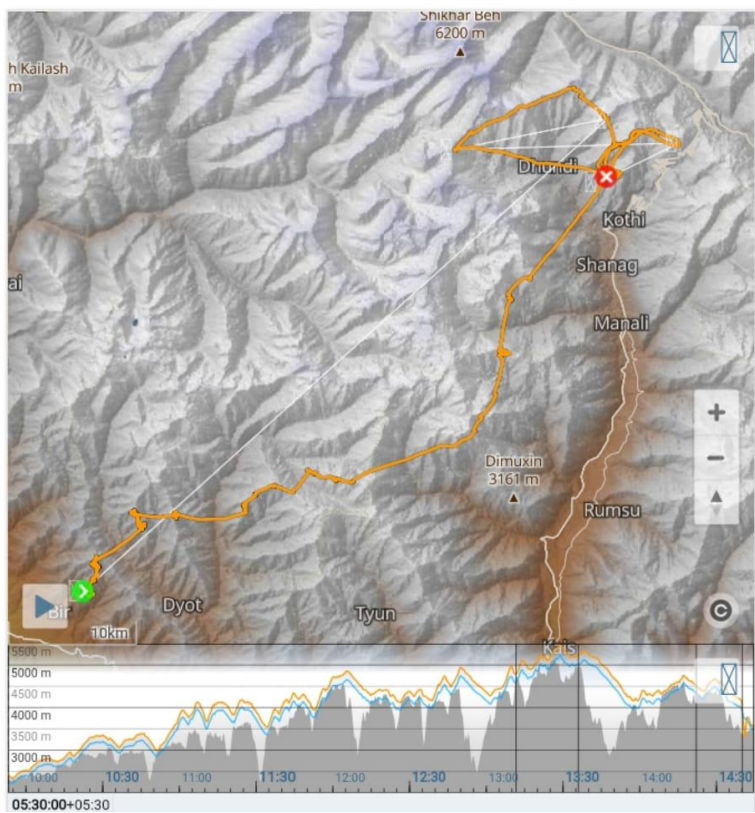 Shikhar Beh
6200 m
h Kailash
m
Dhundi
Kothi
Shanag
ai
Manali
+
−
Dimuxin
3161 m
Rumsu
Bir
Dyot
Tyun
10km
Kais
5500 m
5000 m
4500 m
4000 m
3500 m
3000 m
10:00 10:30 11:00 11:30 12:00 12:30 13:00 13:30 14:00 14:30
05:30:00+05:30